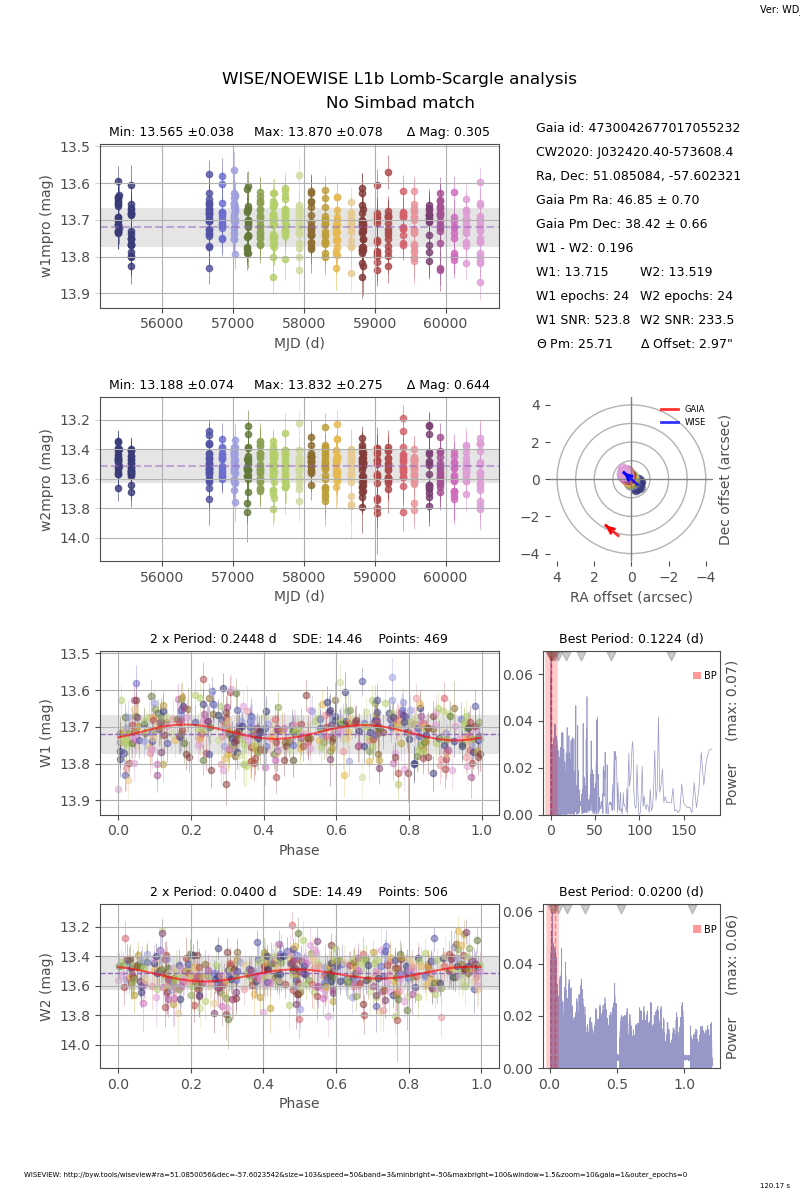 Ver: WD
WISE/NOEWISE L1b Lomb-Scargle analysis
No Simbad match
Min: 13.565 ±0.038 Max: 13.870 ±0.078 Δ Mag: 0.305
13.5
13.6
13.7
13.8
13.9
w1mpro (mag)
56000 57000 58000 59000 60000
MJD (d)
Gaia id: 4730042677017055232
CW2020: J032420.40-573608.4
Ra, Dec: 51.085084, -57.602321
Gaia Pm Ra: 46.85 ± 0.70
Gaia Pm Dec: 38.42 ± 0.66
W1 - W2: 0.196
W1: 13.715 W2: 13.519
W1 epochs: 24 W2 epochs: 24
W1 SNR: 523.8 W2 SNR: 233.5
Θ Pm: 25.71 Δ Offset: 2.97"
Min: 13.188 ±0.074 Max: 13.832 ±0.275 Δ Mag: 0.644
13.2
13.4
13.6
13.8
14.0
w2mpro (mag)
56000 57000 58000 59000 60000
MJD (d)
GAIA
WISE
4
2
0
−2
−4
4 2 0 −2 −4
RA offset (arcsec)
Dec offset (arcsec)
2 x Period: 0.2448 d SDE: 14.46 Points: 469
13.5
13.6
13.7
13.8
13.9
W1 (mag)
0.0 0.2 0.4 0.6 0.8 1.0
Phase
Best Period: 0.1224 (d)
BP
0.06
0.04
0.02
0.00
0 50 100 150
Power (max: 0.07)
2 x Period: 0.0400 d SDE: 14.49 Points: 506
13.2
13.4
13.6
13.8
14.0
W2 (mag)
0.0 0.2 0.4 0.6 0.8 1.0
Phase
Best Period: 0.0200 (d)
BP
0.06
0.04
0.02
0.00
0.0 0.5 1.0
Power (max: 0.06)
WISEVIEW: http://byw.tools/wiseview#ra=51.0850056&dec=-57.6023542&size=103&speed=50&band=3&minbright=-50&maxbright=100&window=1.5&zoom=10&gaia=1&outer_epochs=0
120.17 s